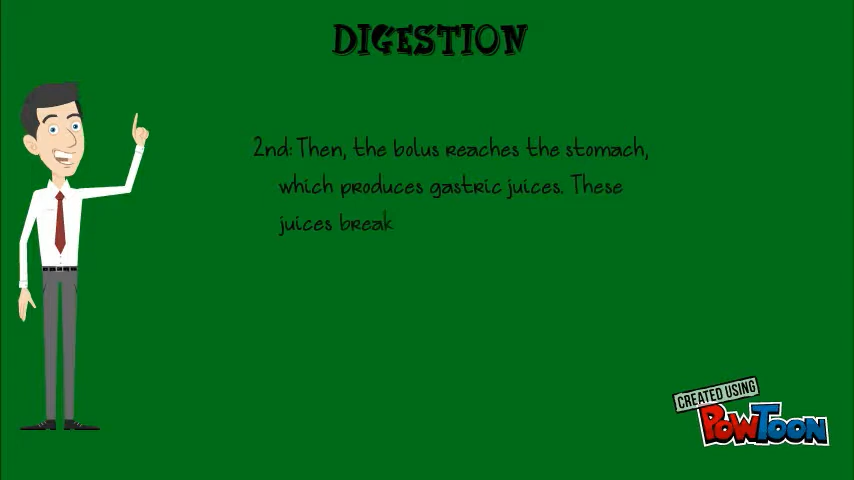 DIGESTION
2nd: Then, the bolus reaches the stomach,
which produces gastric juices. These
juices break
CREATED USING
POWTOON